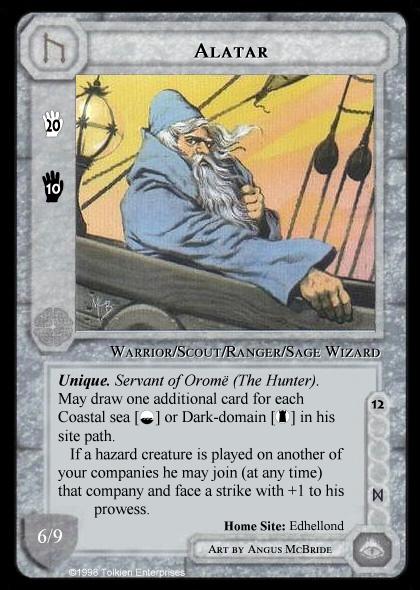 ᚢ
ALATAR
20
10
McB
WARRIOR/SCOUT/RANGER/SAGE WIZARD
Unique. Servant of Oromë (The Hunter).
May draw one additional card for each
Coastal sea [ ] or Dark-domain [ ] in his
site path.
If a hazard creature is played on another of
your companies he may join (at any time)
that company and face a strike with +1 to his
prowess.
12
6/9
Home Site: Edhellond
ART BY ANGUS MCBRIDE
©1998 Tolkien Enterprises